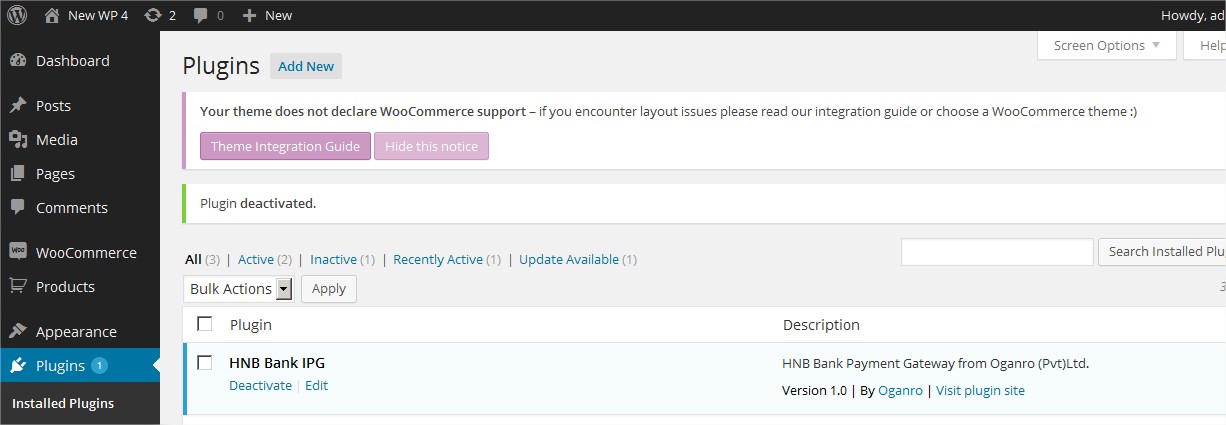 New WP 4 2 0 New Howdy, ad
Dashboard
Posts
Media
Pages
Comments
WooCommerce
Products
Appearance
Plugins 1
Installed Plugins
Screen Options Help
Plugins Add New
Your theme does not declare WooCommerce support – if you encounter layout issues please read our integration guide or choose a WooCommerce theme :)
Theme Integration Guide Hide this notice
Plugin deactivated.
All (3) | Active (2) | Inactive (1) | Recently Active (1) | Update Available (1)
Search Installed Plu
Bulk Actions Apply 3
Plugin Description
HNB Bank IPG HNB Bank Payment Gateway from Oganro (Pvt)Ltd.
Deactivate | Edit Version 1.0 | By Oganro | Visit plugin site